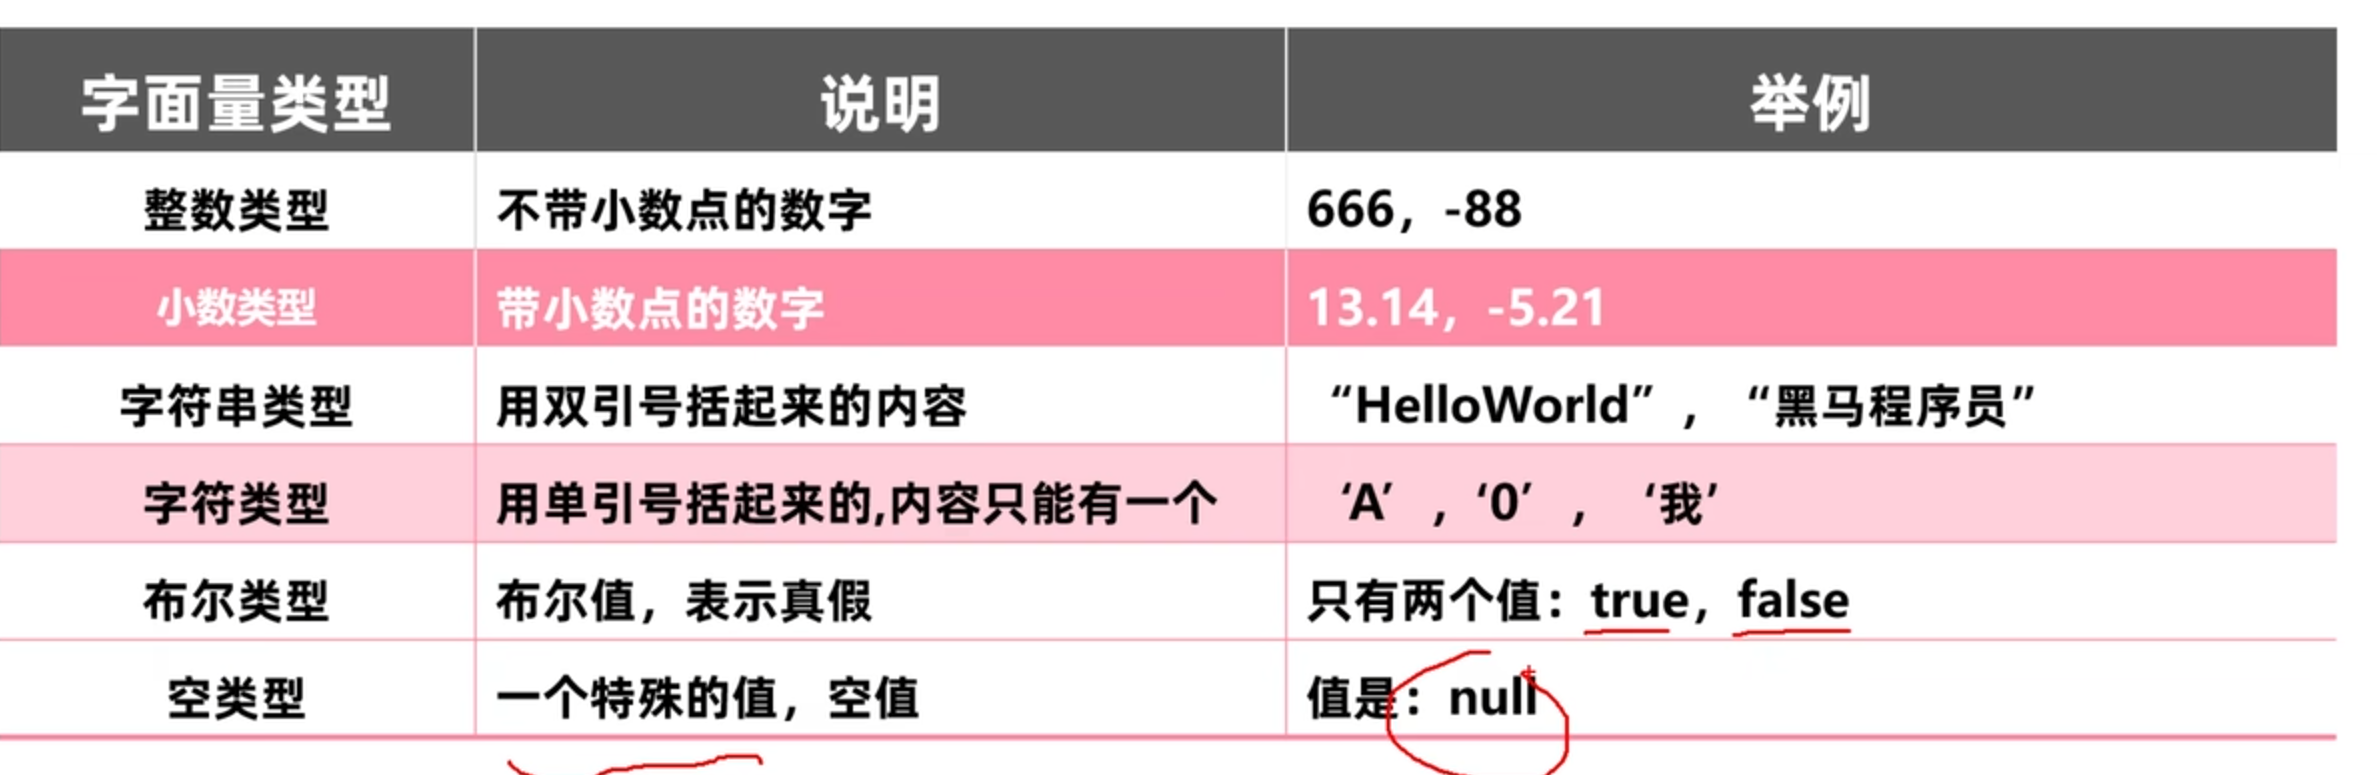 字面量类型 说明 举例
整数类型 不带小数点的数字 666，-88
小数类型 带小数点的数字 13.14，-5.21
字符串类型 用双引号括起来的内容 “HelloWorld”，“黑马程序员”
字符类型 用单引号括起来的,内容只能有一个 ‘A’，‘0’，‘我’
布尔类型 布尔值，表示真假 只有两个值：true，false
空类型 一个特殊的值，空值 值是：null